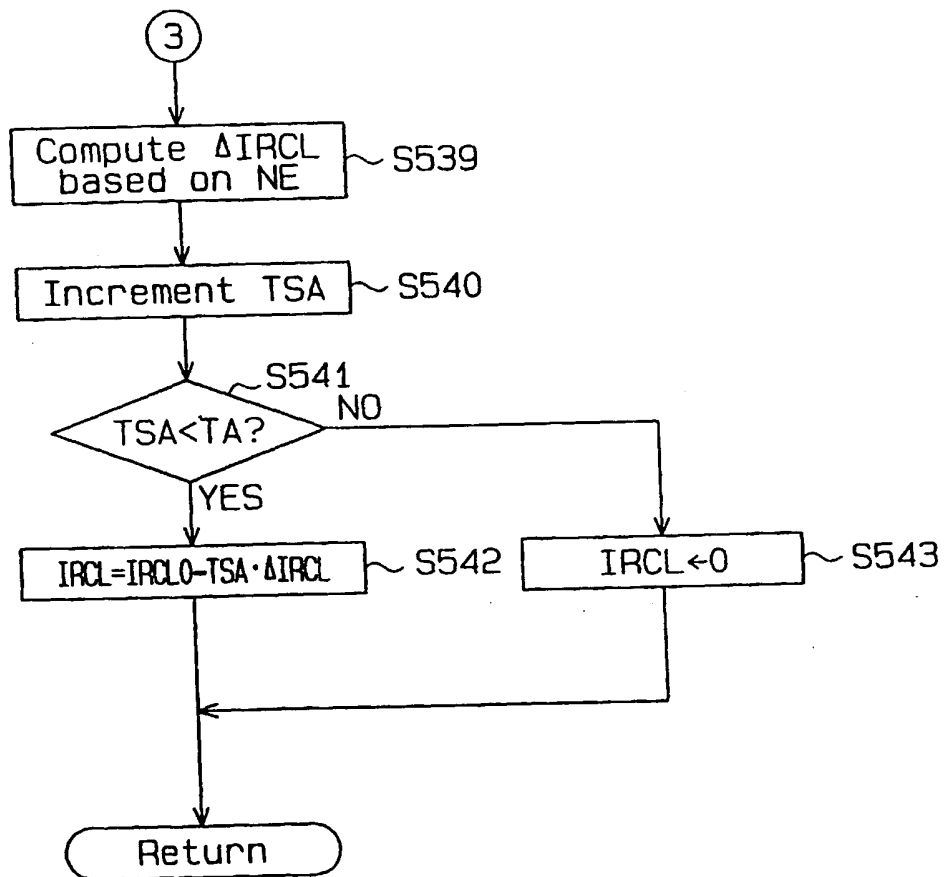 3
Compute ΔIRCL
based on NE
S539
Increment TSA
S540
S541
TSA<TA?
NO
YES
IRCL=IRCL0-TSA·ΔIRCL
S542
IRCL←0
S543
Return